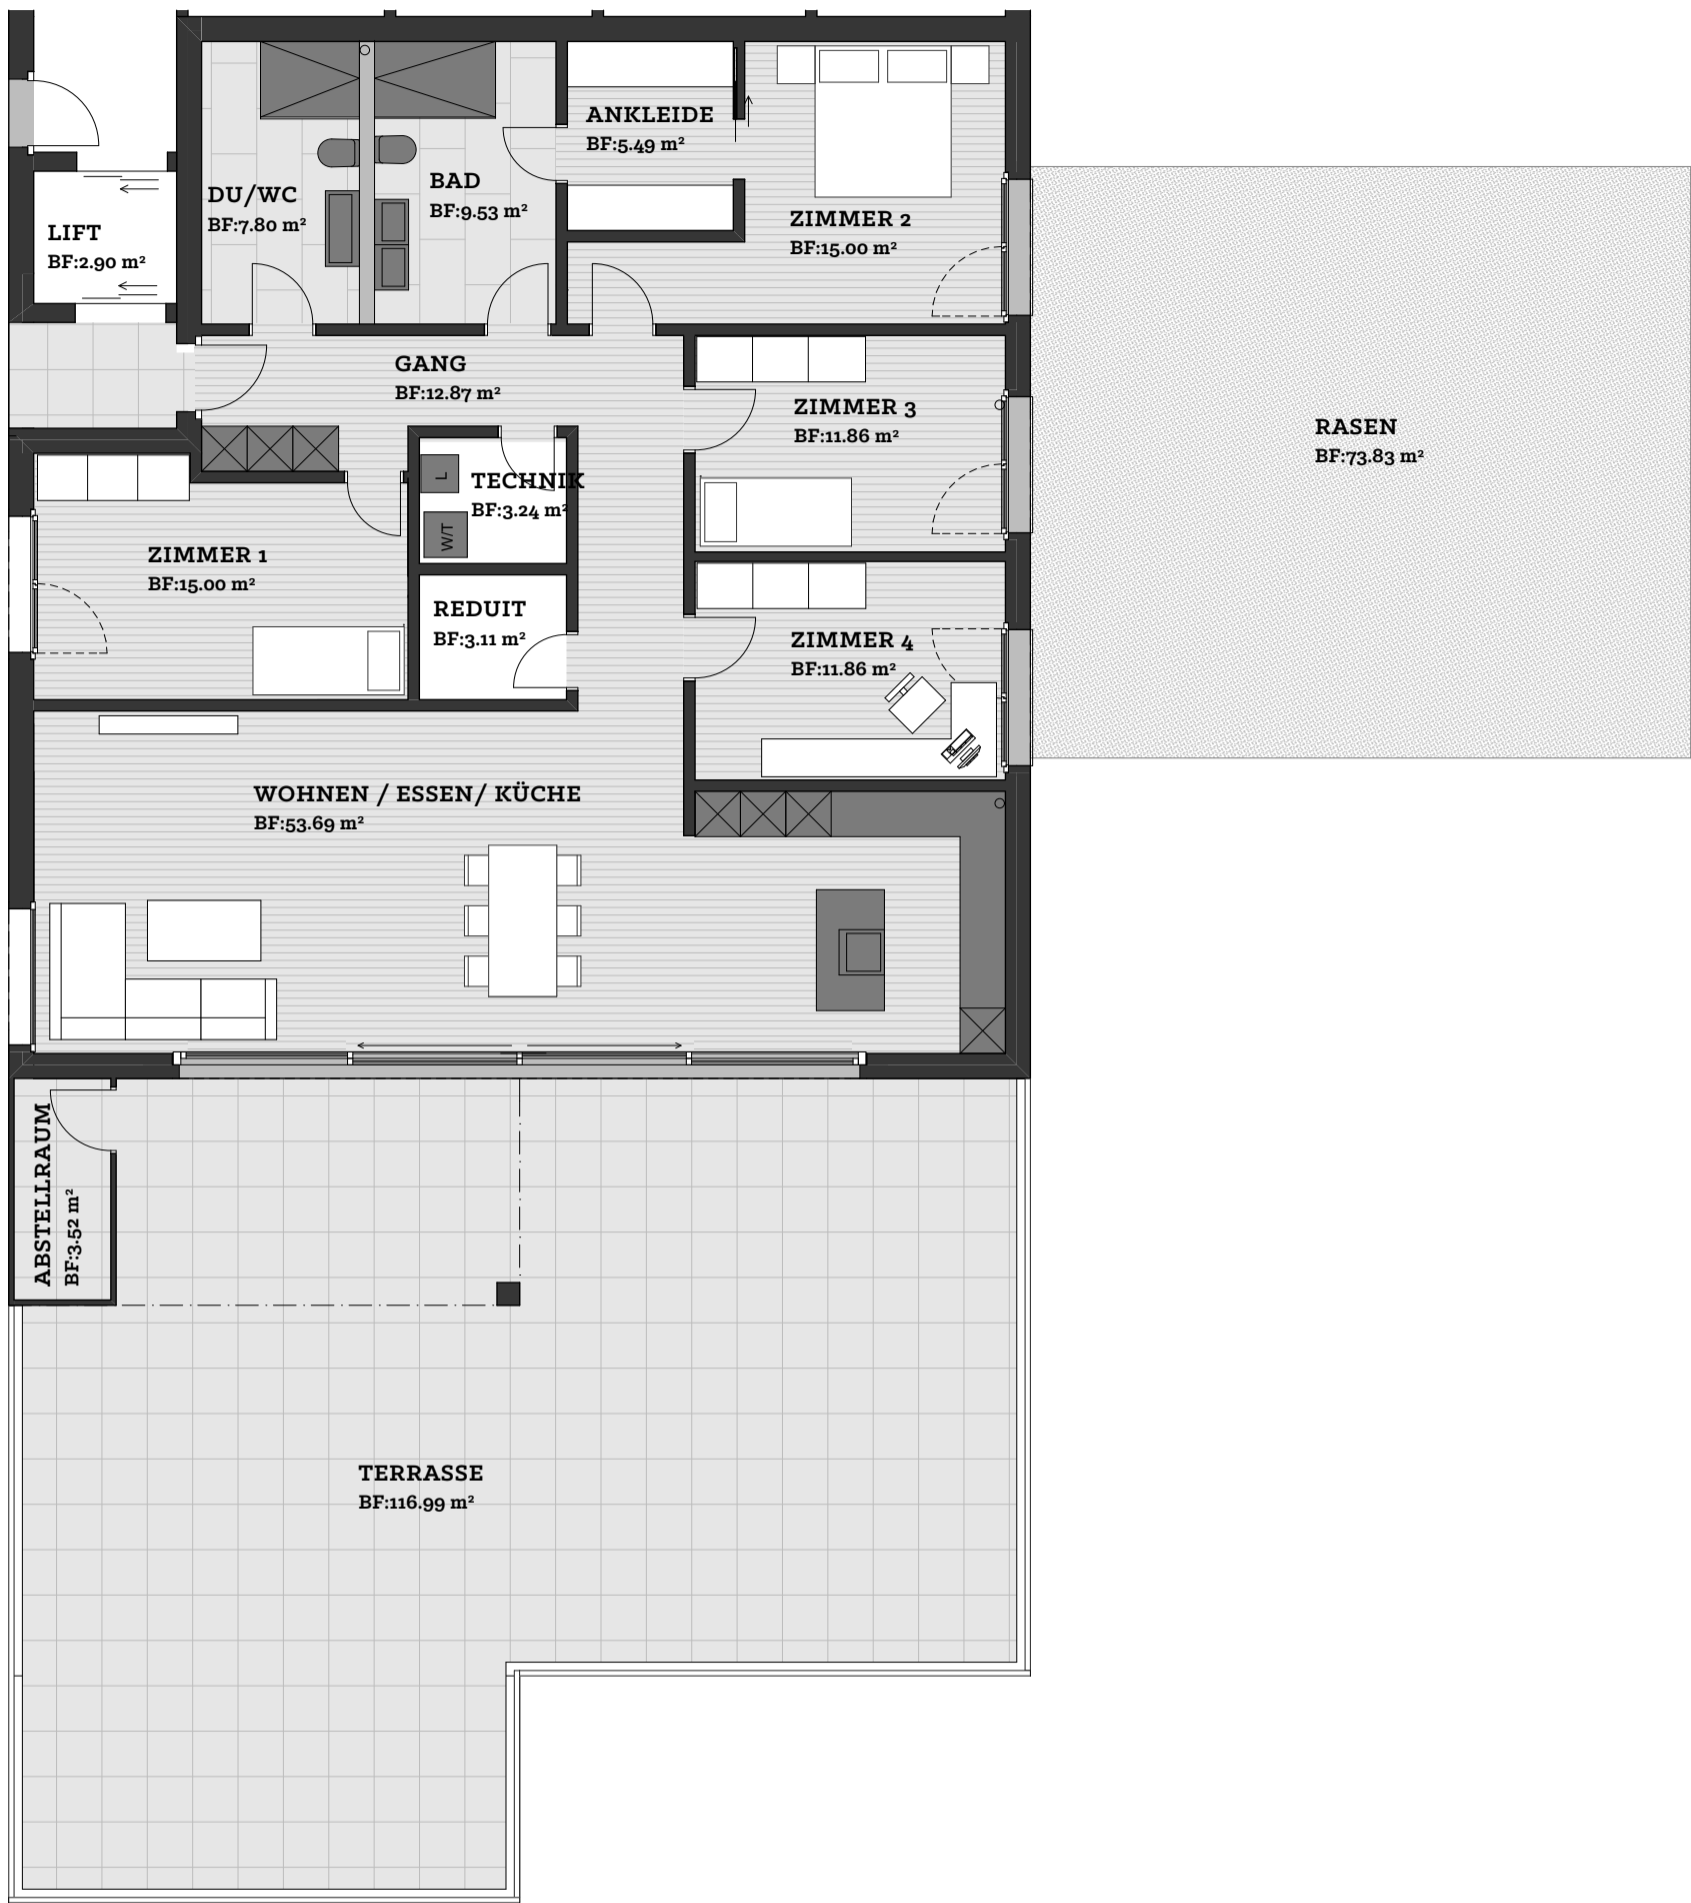 ANKLEIDE
BF:5.49 m²
DU/WC
BF:7.80 m²
BAD
BF:9.53 m²
LIFT
BF:2.90 m²
ZIMMER 2
BF:15.00 m²
GANG
BF:12.87 m²
ZIMMER 3
BF:11.86 m²
RASEN
BF:73.83 m²
L
TECHNIK
BF:3.24 m²
W/T
ZIMMER 1
BF:15.00 m²
REDUIT
BF:3.11 m²
ZIMMER 4
BF:11.86 m²
WOHNEN / ESSEN/ KÜCHE
BF:53.69 m²
ABSTELLRAUM
BF:3.52 m²
TERRASSE
BF:116.99 m²